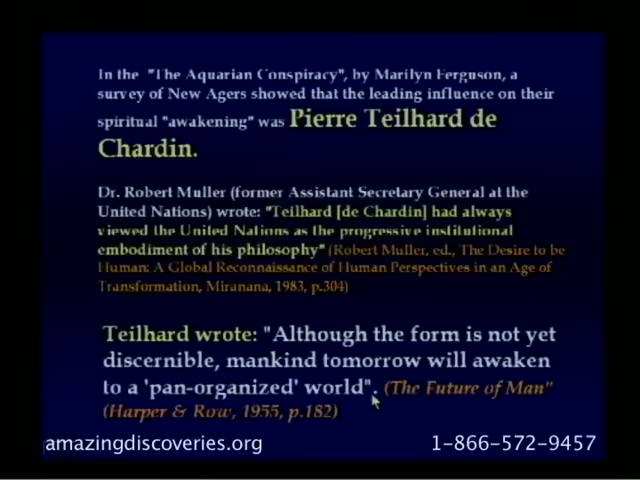 In the "The Aquarian Conspiracy", by Marilyn Ferguson, a
survey of New Agers showed that the leading influence on their
spiritual "awakening" was Pierre Teilhard de
Chardin.
Dr. Robert Muller (former Assistant Secretary General at the
United Nations) wrote: "Teilhard [de Chardin] had always
viewed the United Nations as the progressive institutional
embodiment of his philosophy" (Robert Muller, ed., The Desire to be
Human: A Global Reconnaissance of Human Perspectives in an Age of
Transformation, Miranana, 1983, p.304)
Teilhard wrote: "Although the form is not yet
discernible, mankind tomorrow will awaken
to a 'pan-organized' world". (The Future of Man"
(Harper & Row, 1955, p.182)
amazingdiscoveries.org 1-866-572-9457